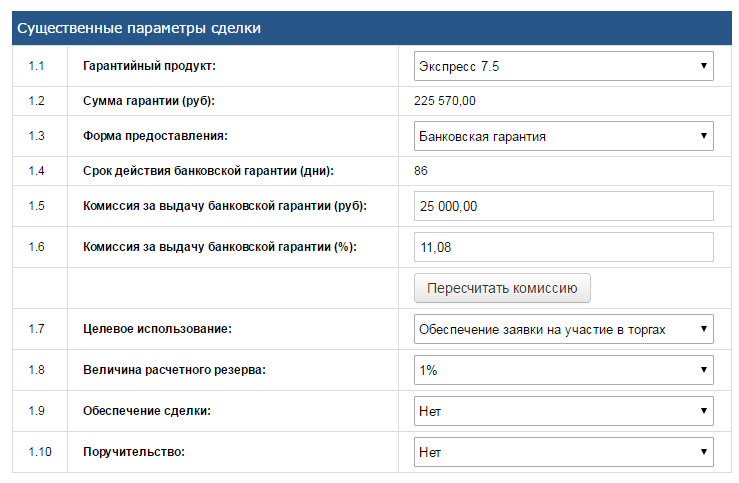 Существенные параметры сделки
1.1 Гарантийный продукт: Экспресс 7.5
1.2 Сумма гарантии (руб): 225 570,00
1.3 Форма предоставления: Банковская гарантия
1.4 Срок действия банковской гарантии (дни): 86
1.5 Комиссия за выдачу банковской гарантии (руб): 25 000,00
1.6 Комиссия за выдачу банковской гарантии (%): 11,08
Пересчитать комиссию
1.7 Целевое использование: Обеспечение заявки на участие в торгах
1.8 Величина расчетного резерва: 1%
1.9 Обеспечение сделки: Нет
1.10 Поручительство: Нет